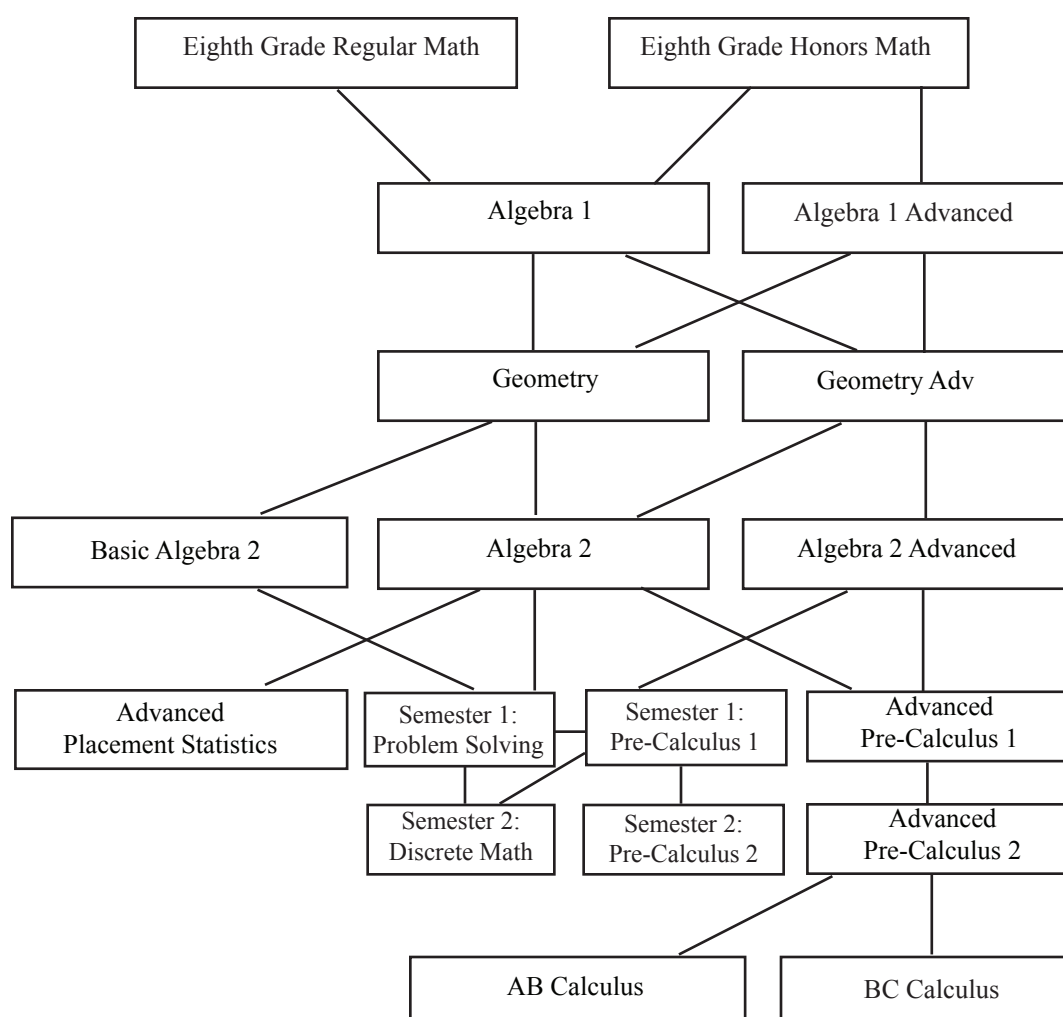 Eighth Grade Regular Math
Eighth Grade Honors Math
Algebra 1
Algebra 1 Advanced
Geometry
Geometry Adv
Basic Algebra 2
Algebra 2
Algebra 2 Advanced
Advanced
Placement Statistics
Semester 1:
Problem Solving
Semester 1:
Pre-Calculus 1
Advanced
Pre-Calculus 1
Semester 2:
Discrete Math
Semester 2:
Pre-Calculus 2
Advanced
Pre-Calculus 2
AB Calculus
BC Calculus